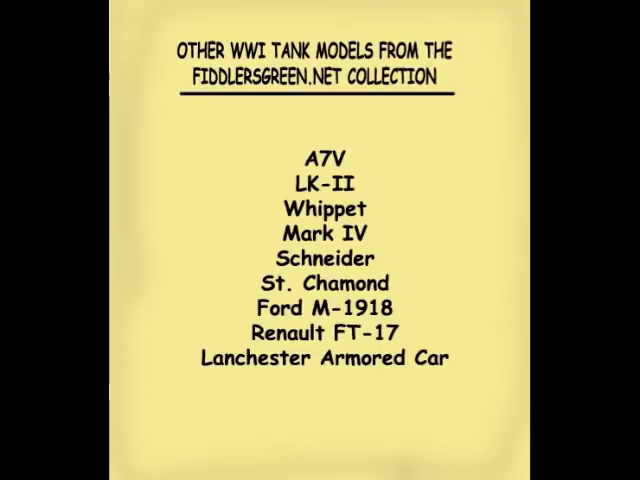 OTHER WWI TANK MODELS FROM THE
FIDDLERSGREEN.NET COLLECTION
A7V
LK-II
Whippet
Mark IV
Schneider
St. Chamond
Ford M-1918
Renault FT-17
Lanchester Armored Car